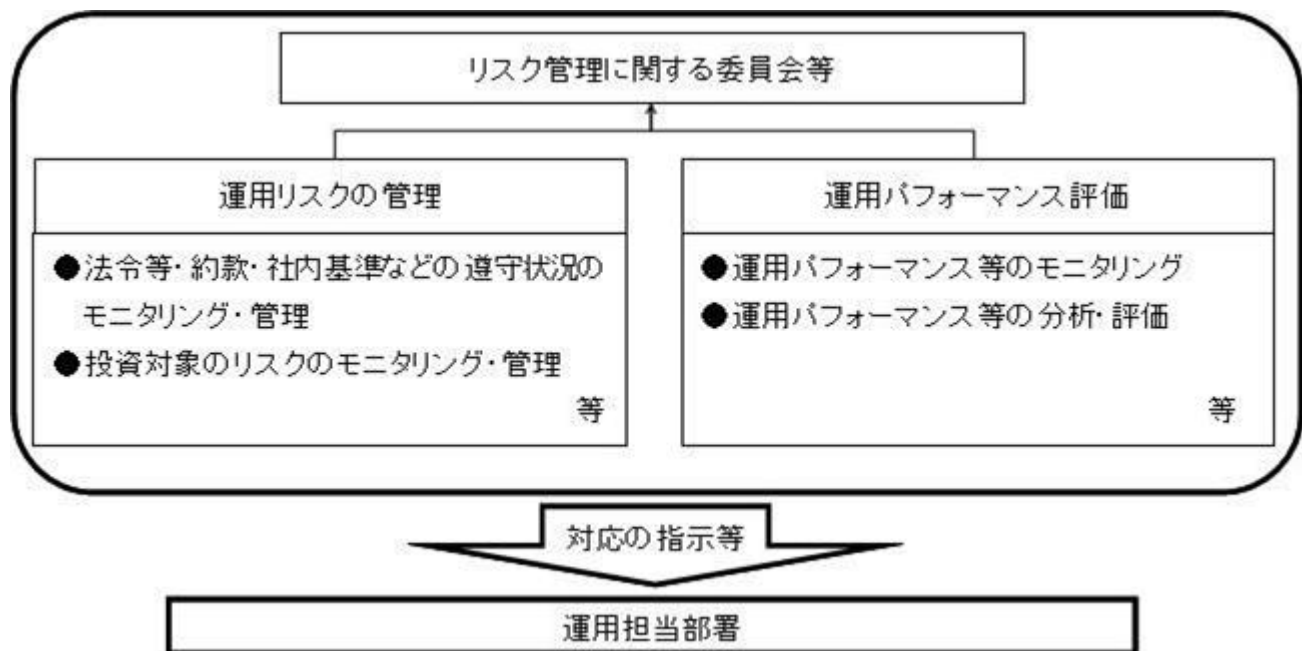 リスク管理に関する委員会等
運用リスクの管理
●法令等・約款・社内基準などの遵守状況の
モニタリング・管理
●投資対象のリスクのモニタリング・管理
等
運用パフォーマンス評価
●運用パフォーマンス等のモニタリング
●運用パフォーマンス等の分析・評価
等
対応の指示等
運用担当部署